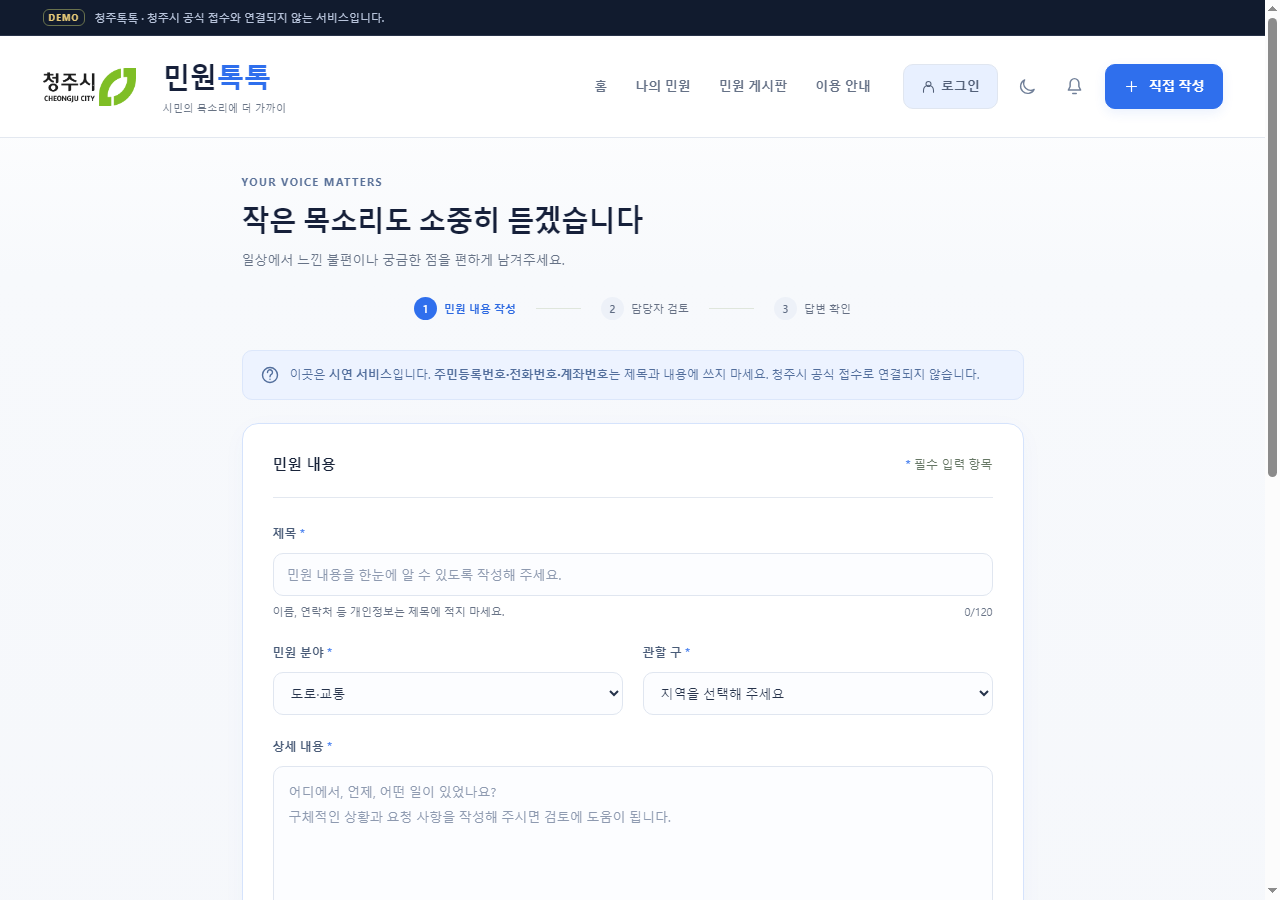 DEMO 청주톡톡 · 청주시 공식 접수와 연결되지 않는 서비스입니다.
청주시
CHEONGJU CITY
민원톡톡
시민의 목소리에 더 가까이
홈 나의 민원 민원 게시판 이용 안내 로그인 + 직접 작성
YOUR VOICE MATTERS
작은 목소리도 소중히 듣겠습니다
일상에서 느낀 불편이나 궁금한 점을 편하게 남겨주세요.
1 민원 내용 작성 2 담당자 검토 3 답변 확인
이곳은 시연 서비스입니다. 주민등록번호·전화번호·계좌번호는 제목과 내용에 쓰지 마세요. 청주시 공식 접수로 연결되지 않습니다.
민원 내용 * 필수 입력 항목
제목 *
민원 내용을 한눈에 알 수 있도록 작성해 주세요.
이름, 연락처 등 개인정보는 제목에 적지 마세요. 0/120
민원 분야 * 관할 구 *
도로·교통 지역을 선택해 주세요
상세 내용 *
어디에서, 언제, 어떤 일이 있었나요?
구체적인 상황과 요청 사항을 작성해 주시면 검토에 도움이 됩니다.